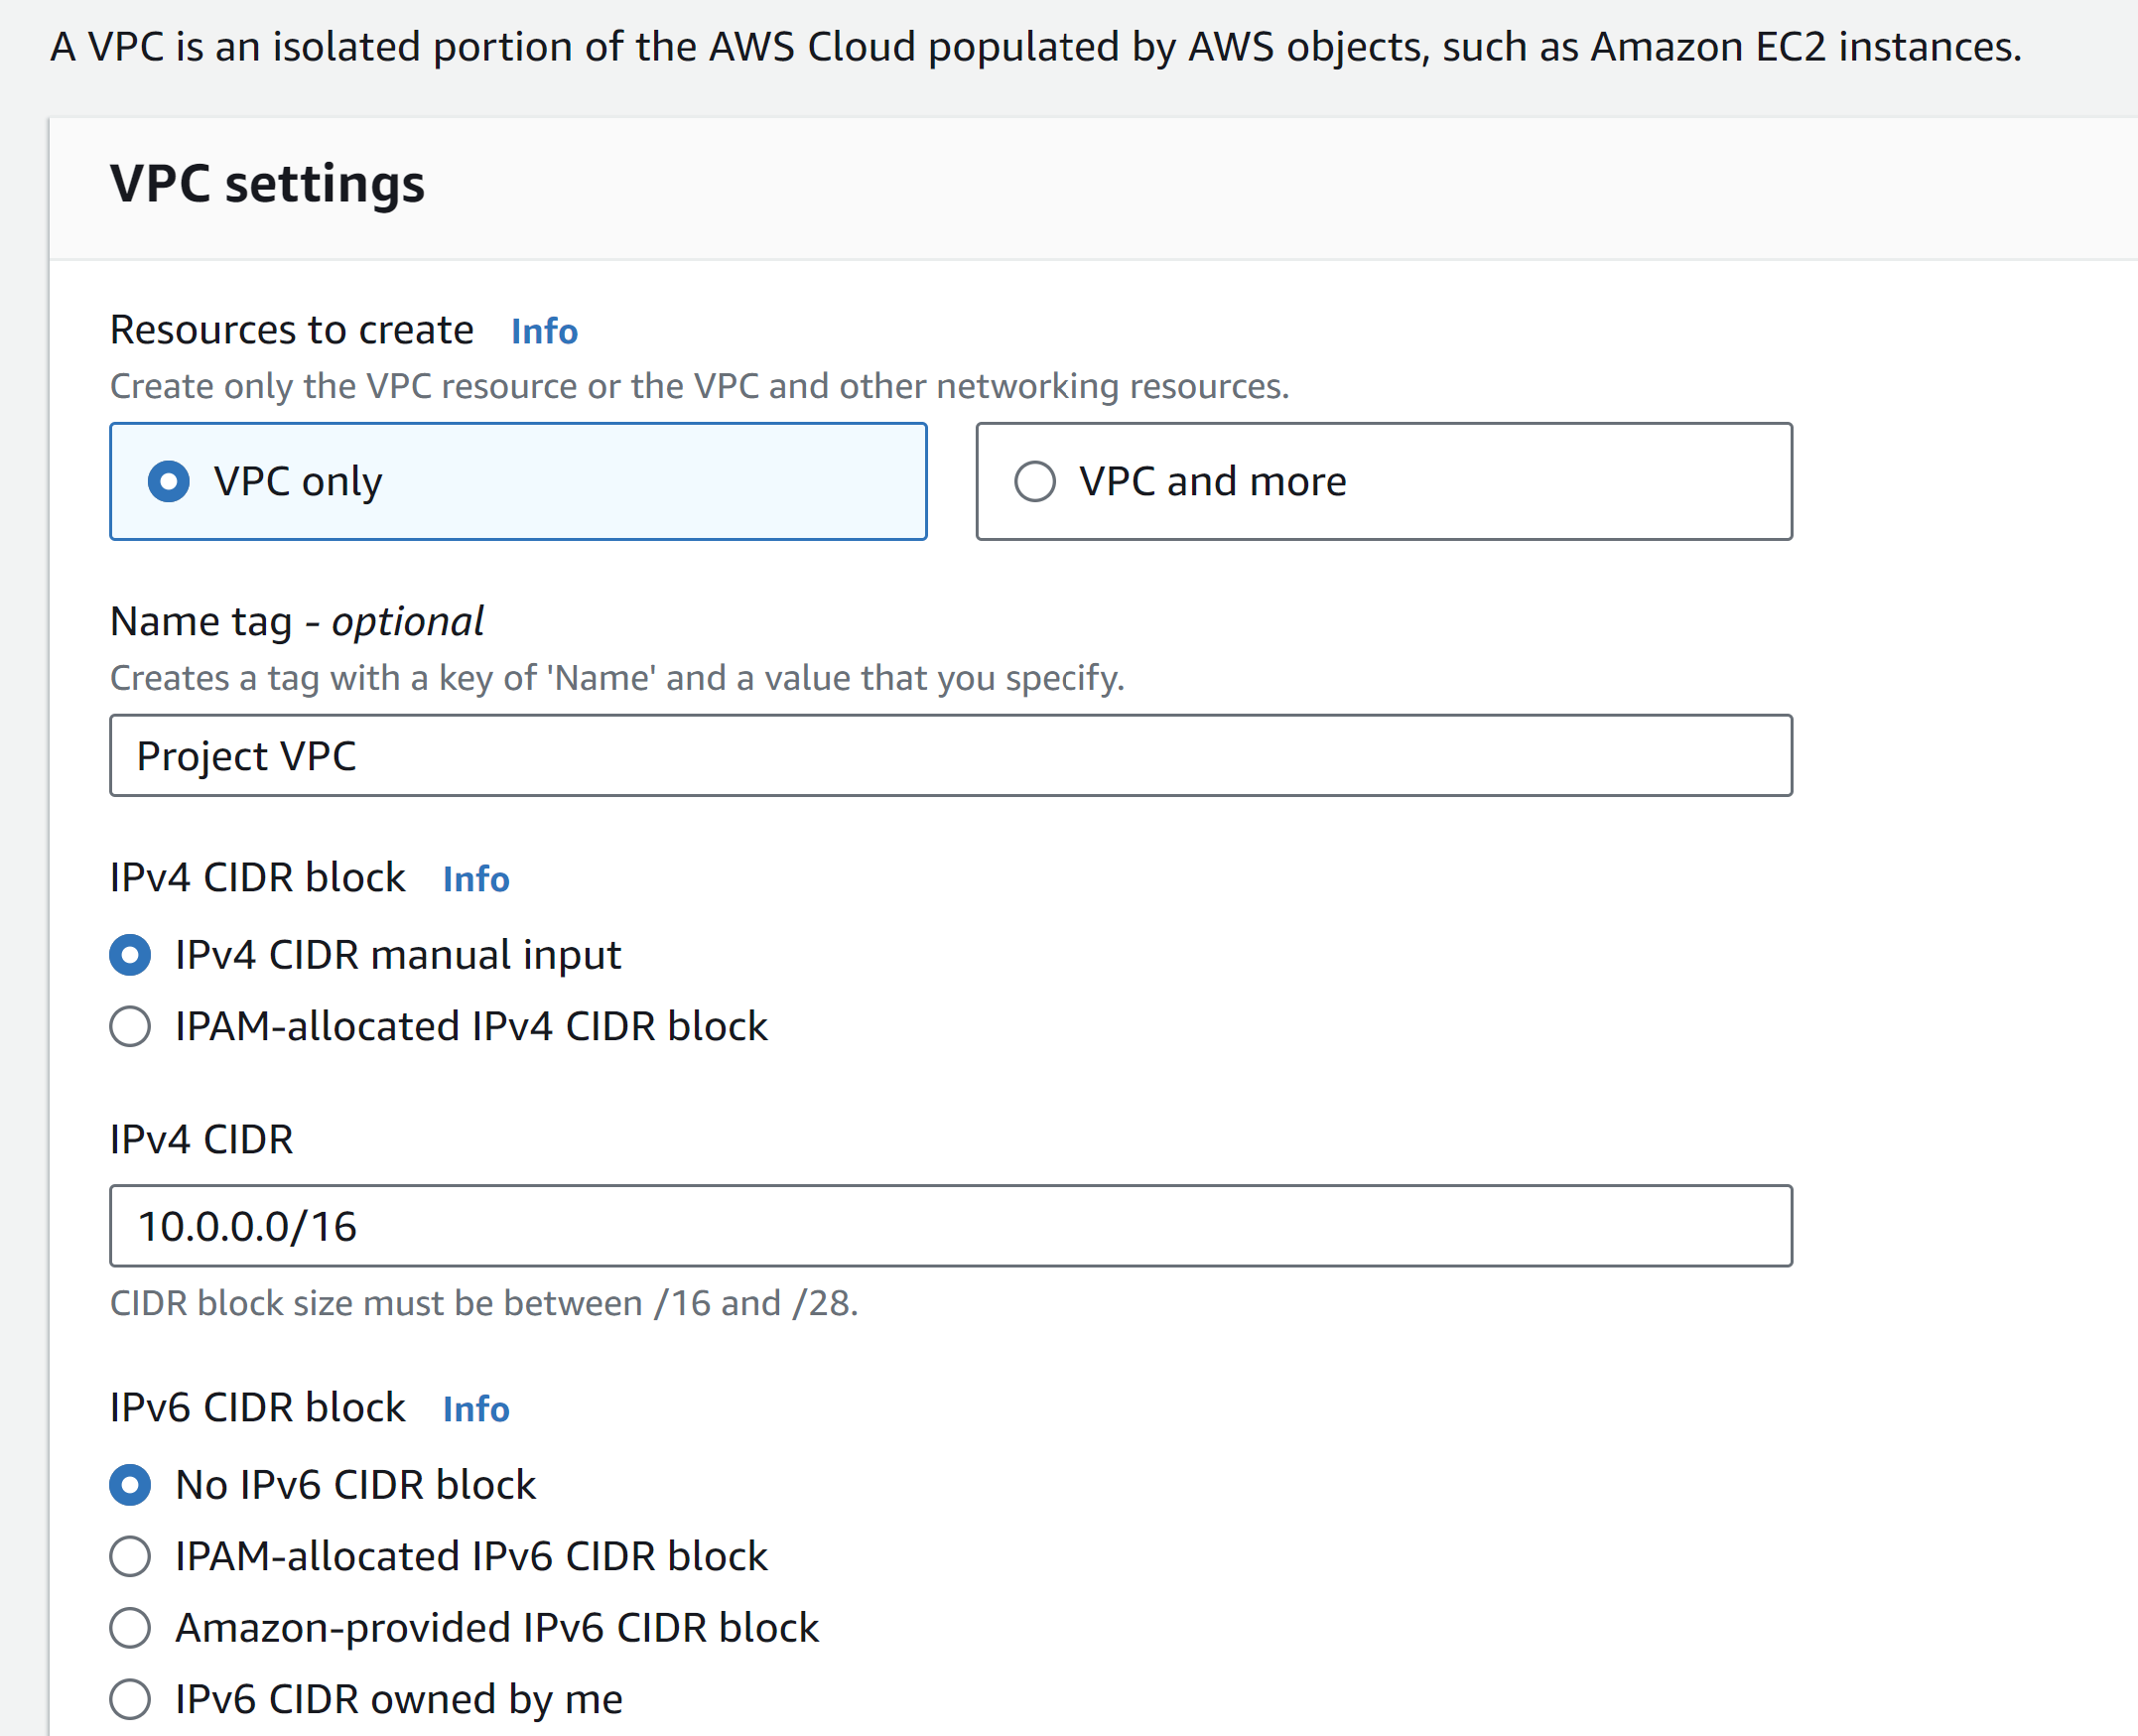 A VPC is an isolated portion of the AWS Cloud populated by AWS objects, such as Amazon EC2 instances.
VPC settings
Resources to create Info
Create only the VPC resource or the VPC and other networking resources.
VPC only
VPC and more
Name tag - optional
Creates a tag with a key of 'Name' and a value that you specify.
Project VPC
IPv4 CIDR block Info
IPv4 CIDR manual input
IPAM-allocated IPv4 CIDR block
IPv4 CIDR
10.0.0.0/16
CIDR block size must be between /16 and /28.
IPv6 CIDR block Info
No IPv6 CIDR block
IPAM-allocated IPv6 CIDR block
Amazon-provided IPv6 CIDR block
IPv6 CIDR owned by me